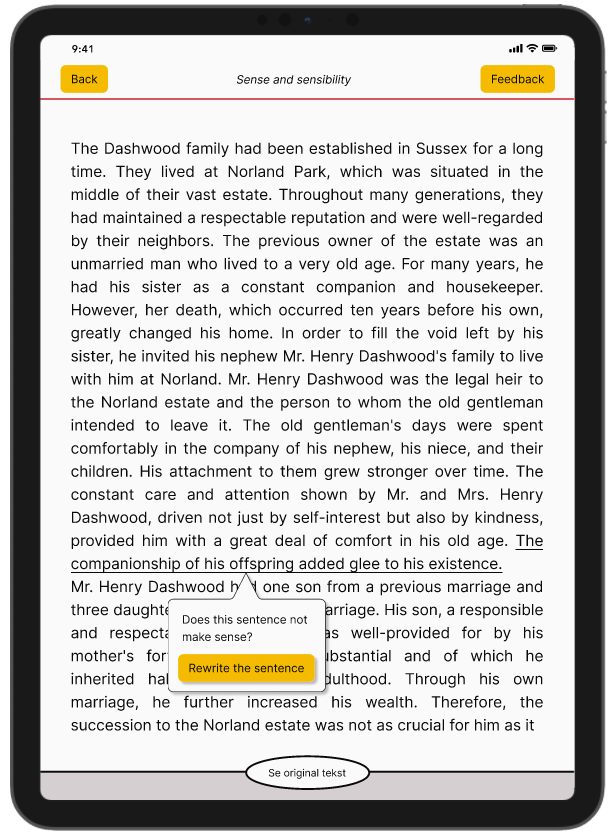 9:41
Back
Sense and sensibility
Feedback
The Dashwood family had been established in Sussex for a long
time. They lived at Norland Park, which was situated in the
middle of their vast estate. Throughout many generations, they
had maintained a respectable reputation and were well-regarded
by their neighbors. The previous owner of the estate was an
unmarried man who lived to a very old age. For many years, he
had his sister as a constant companion and housekeeper.
However, her death, which occurred ten years before his own,
greatly changed his home. In order to fill the void left by his
sister, he invited his nephew Mr. Henry Dashwood's family to live
with him at Norland. Mr. Henry Dashwood was the legal heir to
the Norland estate and the person to whom the old gentleman
intended to leave it. The old gentleman's days were spent
comfortably in the company of his nephew, his niece, and their
children. His attachment to them grew stronger over time. The
constant care and attention shown by Mr. and Mrs. Henry
Dashwood, driven not just by self-interest but also by kindness,
provided him with a great deal of comfort in his old age. The
companionship of his offspring added glee to his existence.
Mr. Henry Dashwood one son from a previous marriage and
three His son, a responsible
and well-provided for by his
mother's and of which he
inherited Through his own
marriage, he further increased his wealth. Therefore, the
succession to the Norland estate was not as crucial for him as it
Does this sentence not
make sense?
Rewrite the sentence
Se original tekst